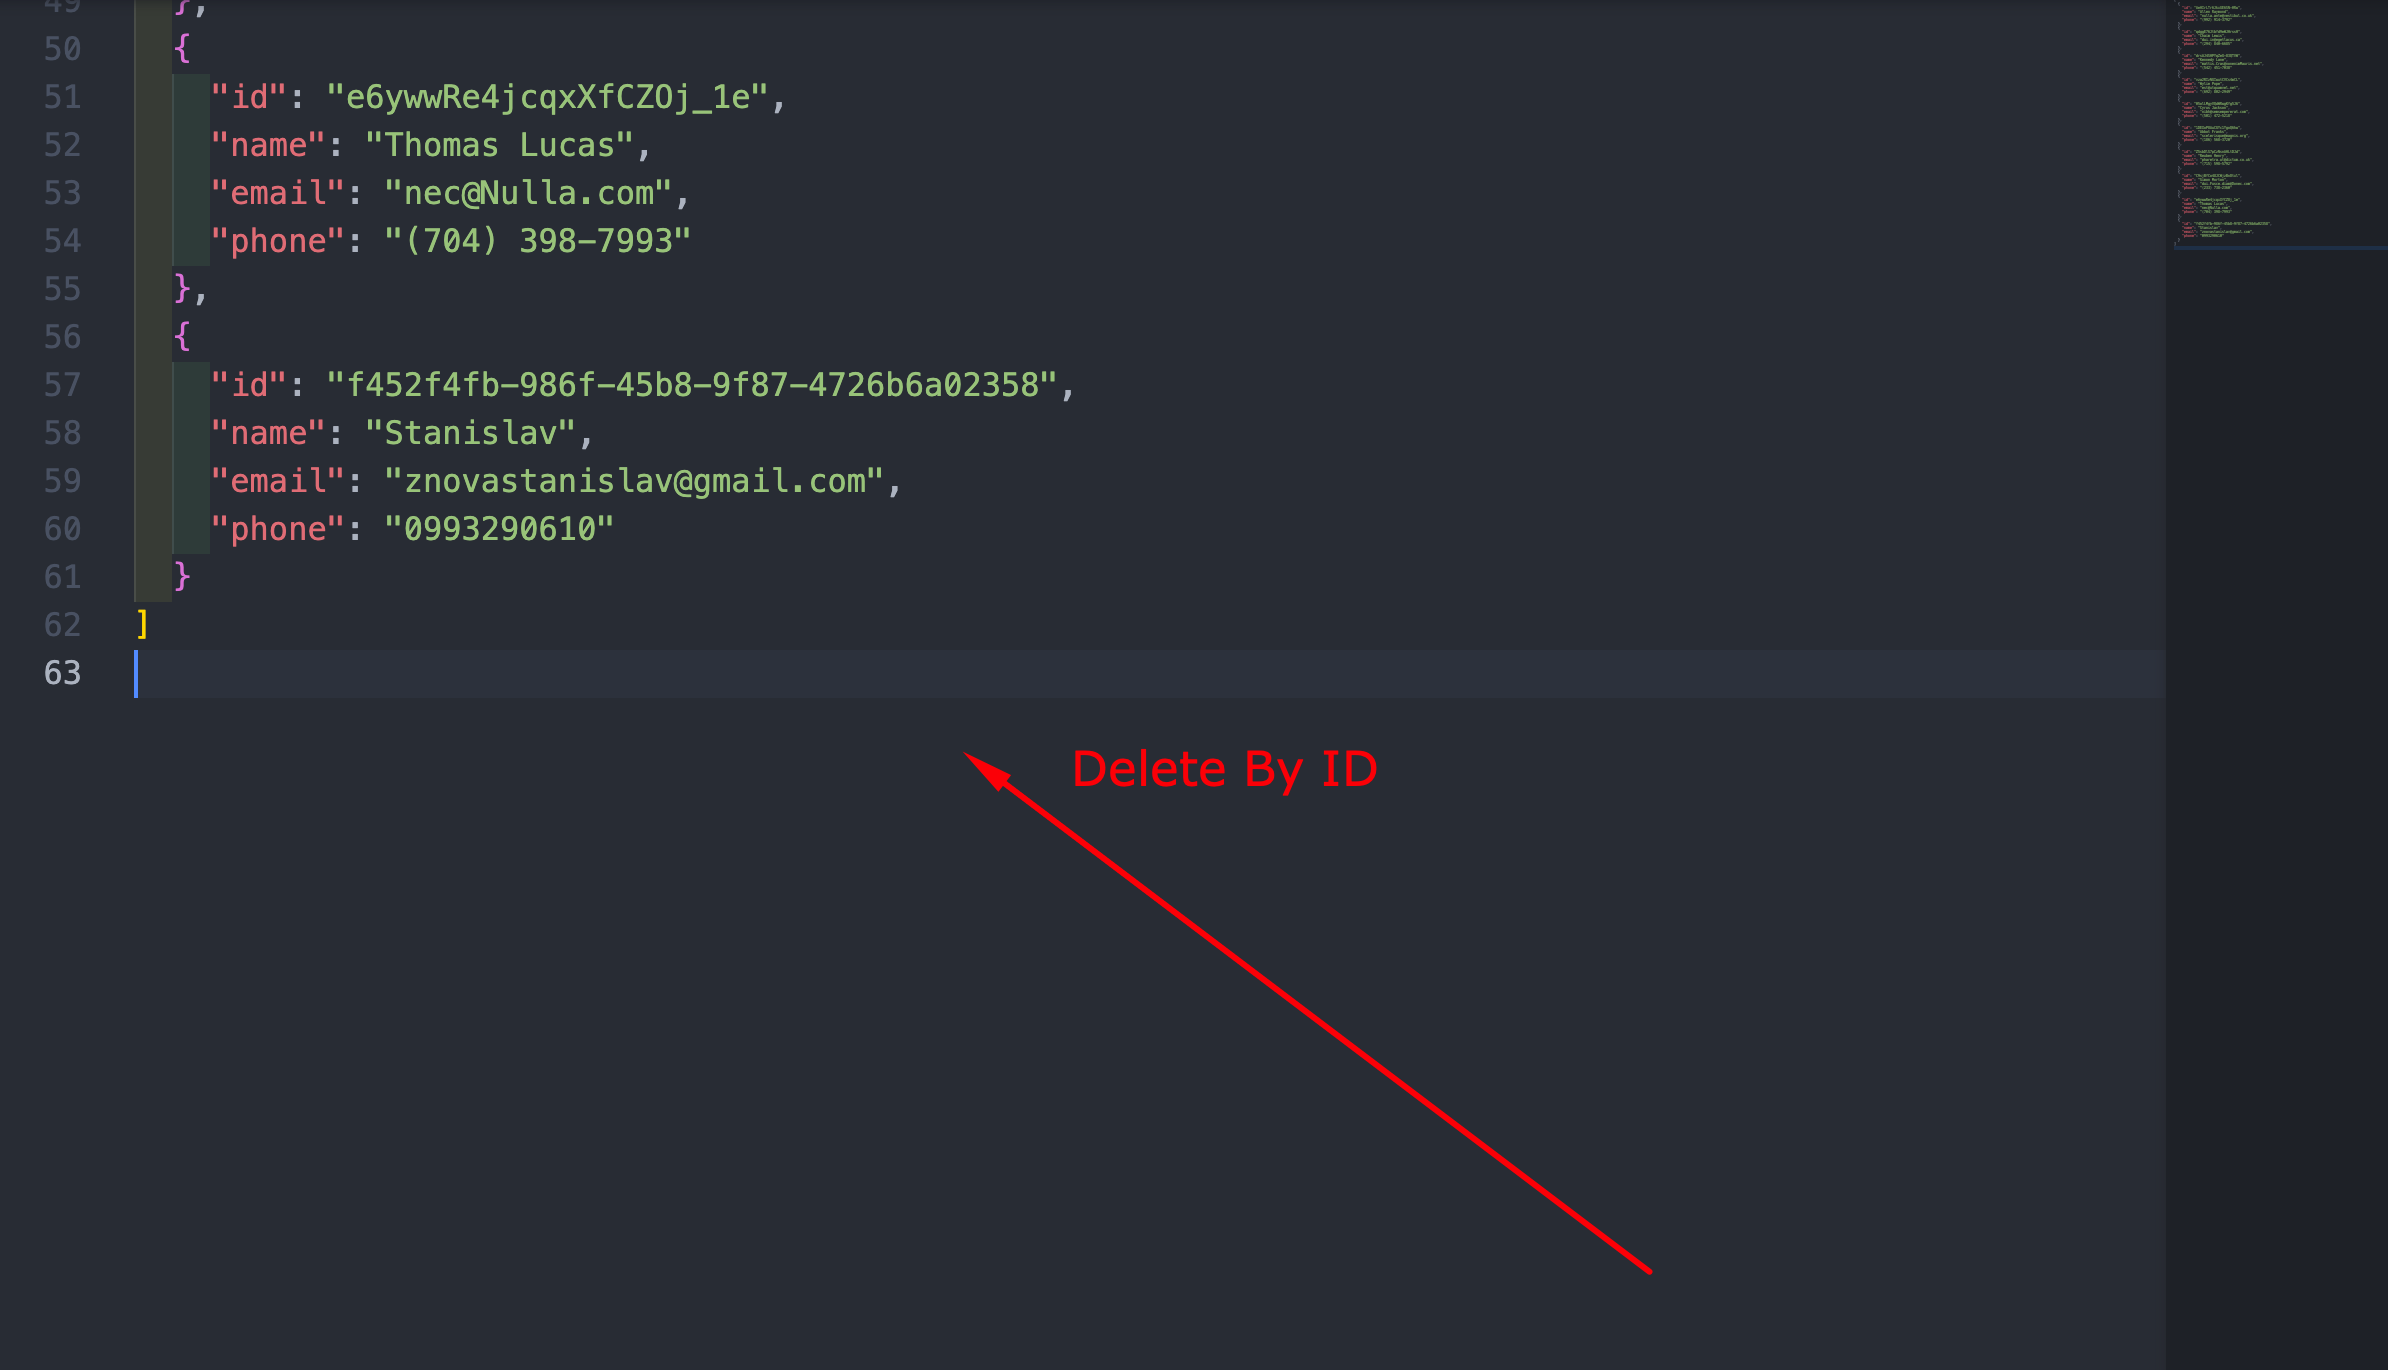 49 },
50 {
51 "id": "e6ywwRe4jcqxXfCZOj_1e",
52 "name": "Thomas Lucas",
53 "email": "nec@Nulla.com",
54 "phone": "(704) 398-7993"
55 },
56 {
57 "id": "f452f4fb-986f-45b8-9f87-4726b6a02358",
58 "name": "Stanislav",
59 "email": "znovastanislav@gmail.com",
60 "phone": "0993290610"
61 }
62 ]
63
Delete By ID